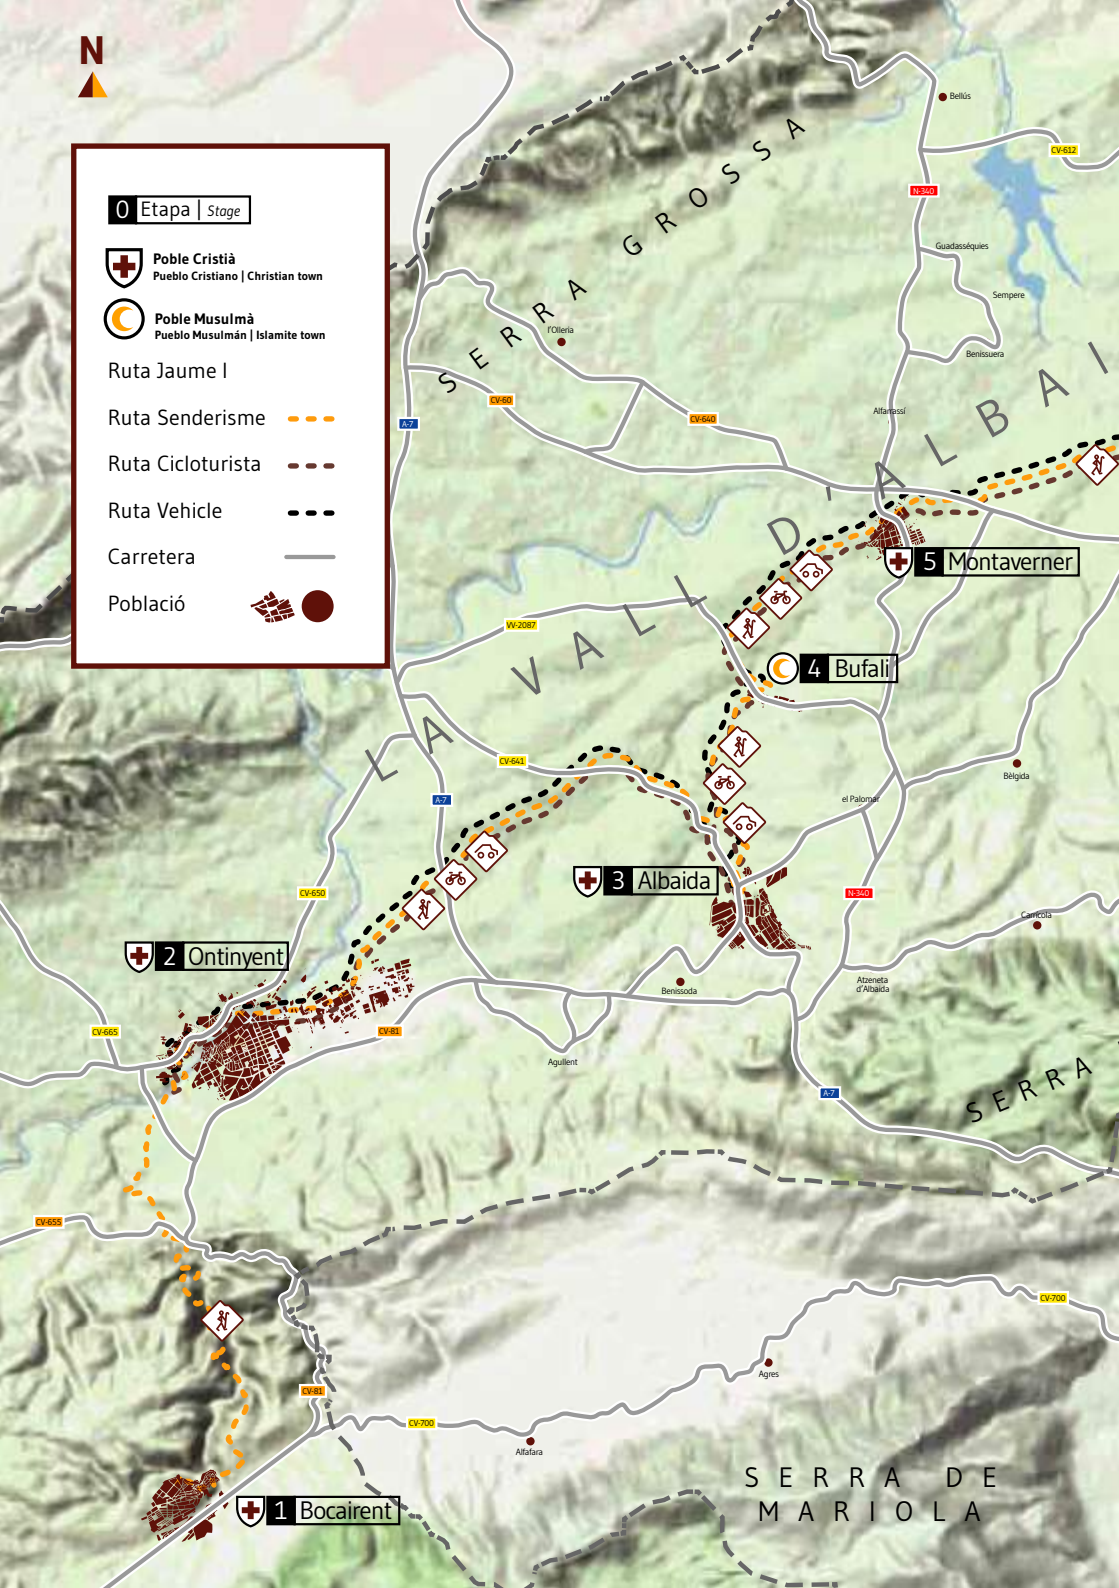 N
0 Etapa | Stage
Poble Cristià
Pueblo Cristiano | Christian town
Poble Musulmà
Pueblo Musulmán | Islamite town
Ruta Jaume I
Ruta Senderisme
Ruta Cicloturista
Ruta Vehicle
Carretera
Població
Bellús
CV-612
N-340
SERRA GROSSA
Guadasséquies
Sempere
Benissuera
l'Olleria
CV-60
CV-640
A-7
Alfarrassí
LA VALL D'ALBAI
5 Montaverner
VV-2087
4 Bufali
CV-641
A-7
Bèlgida
el Palomar
3 Albaida
N-340
CV-650
Carrícola
2 Ontinyent
Benissoda
Atzeneta
d'Albaida
CV-665
CV-81
Agullent
A-7
SERRA
CV-655
CV-700
Agres
CV-81
CV-700
Alfafara
SERRA DE
MARIOLA
1 Bocairent